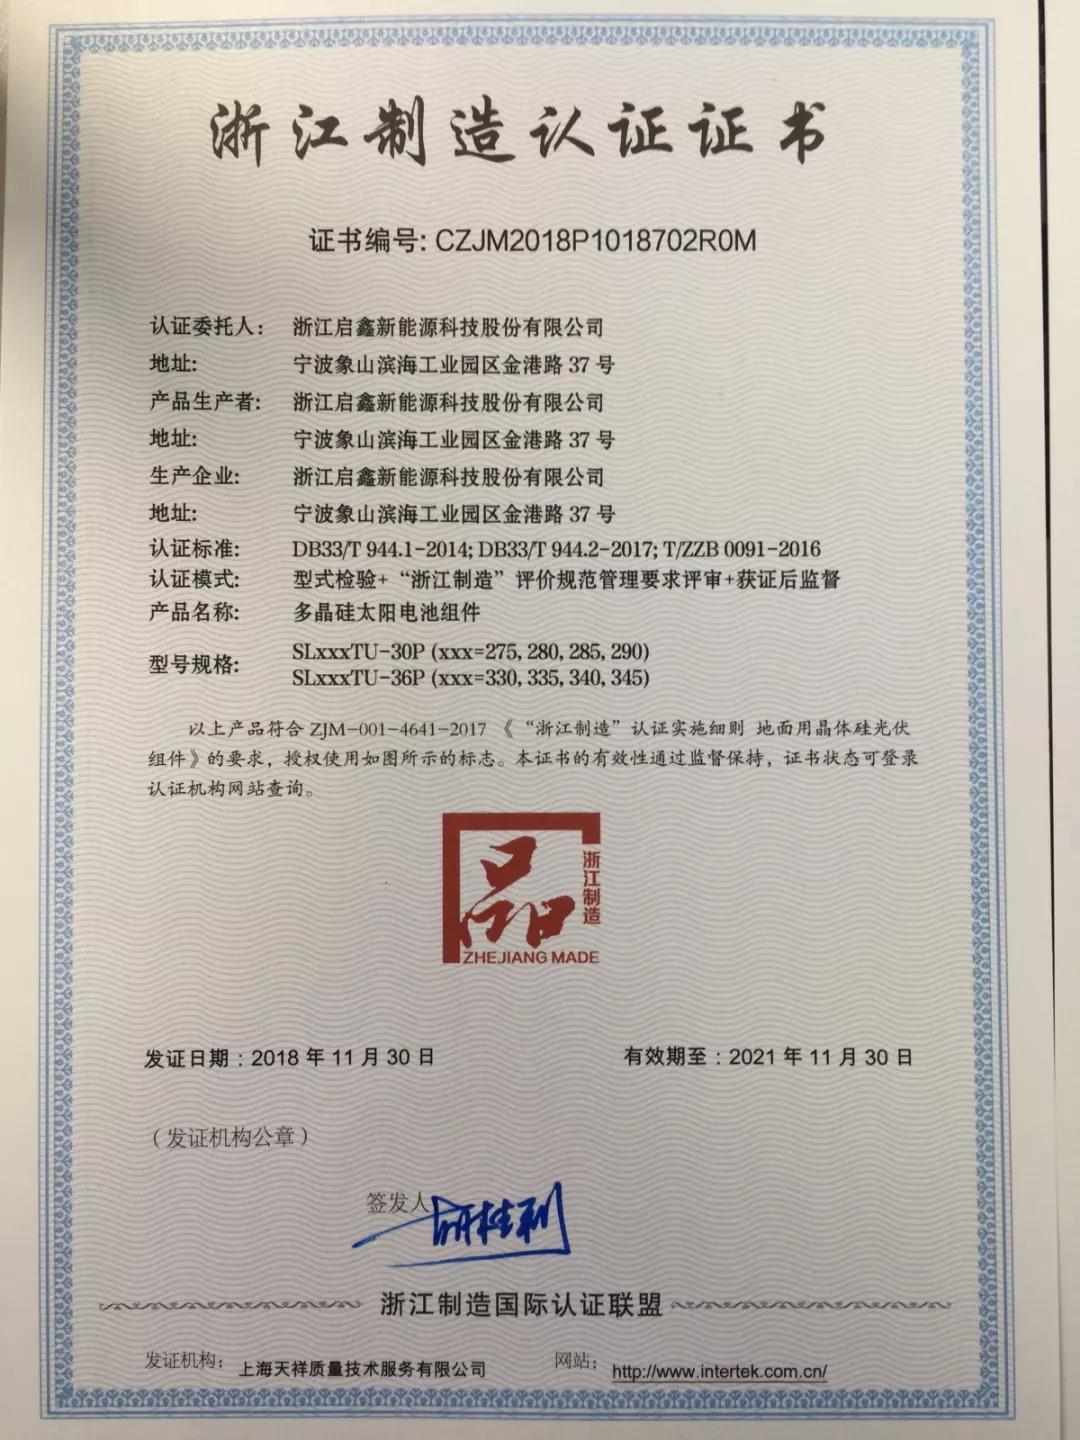 浙江制造认证证书
证书编号: CZJM2018P1018702R0M
认证委托人: 浙江启鑫新能源科技股份有限公司
地址: 宁波象山滨海工业园区金港路 37 号
产品生产者: 浙江启鑫新能源科技股份有限公司
地址: 宁波象山滨海工业园区金港路 37 号
生产企业: 浙江启鑫新能源科技股份有限公司
地址: 宁波象山滨海工业园区金港路 37 号
认证标准: DB33/T 944.1-2014; DB33/T 944.2-2017; T/ZZB 0091-2016
认证模式: 型式检验+“浙江制造”评价规范管理要求评审+获证后监督
产品名称: 多晶硅太阳电池组件
型号规格: SLxxxTU-30P (xxx=275, 280, 285, 290)
SLxxxTU-36P (xxx=330, 335, 340, 345)
以上产品符合 ZJM-001-4641-2017《“浙江制造”认证实施细则 地面用晶体硅光伏
组件》的要求，授权使用如图所示的标志。本证书的有效性通过监督保持，证书状态可登录
认证机构网站查询。
品
浙江制造
ZHEJIANG MADE
发证日期：2018 年 11 月 30 日 有效期至：2021 年 11 月 30 日
（发证机构公章）
签发人
浙江制造国际认证联盟
发证机构： 上海天祥质量技术服务有限公司 网站： http://www.intertek.com.cn/